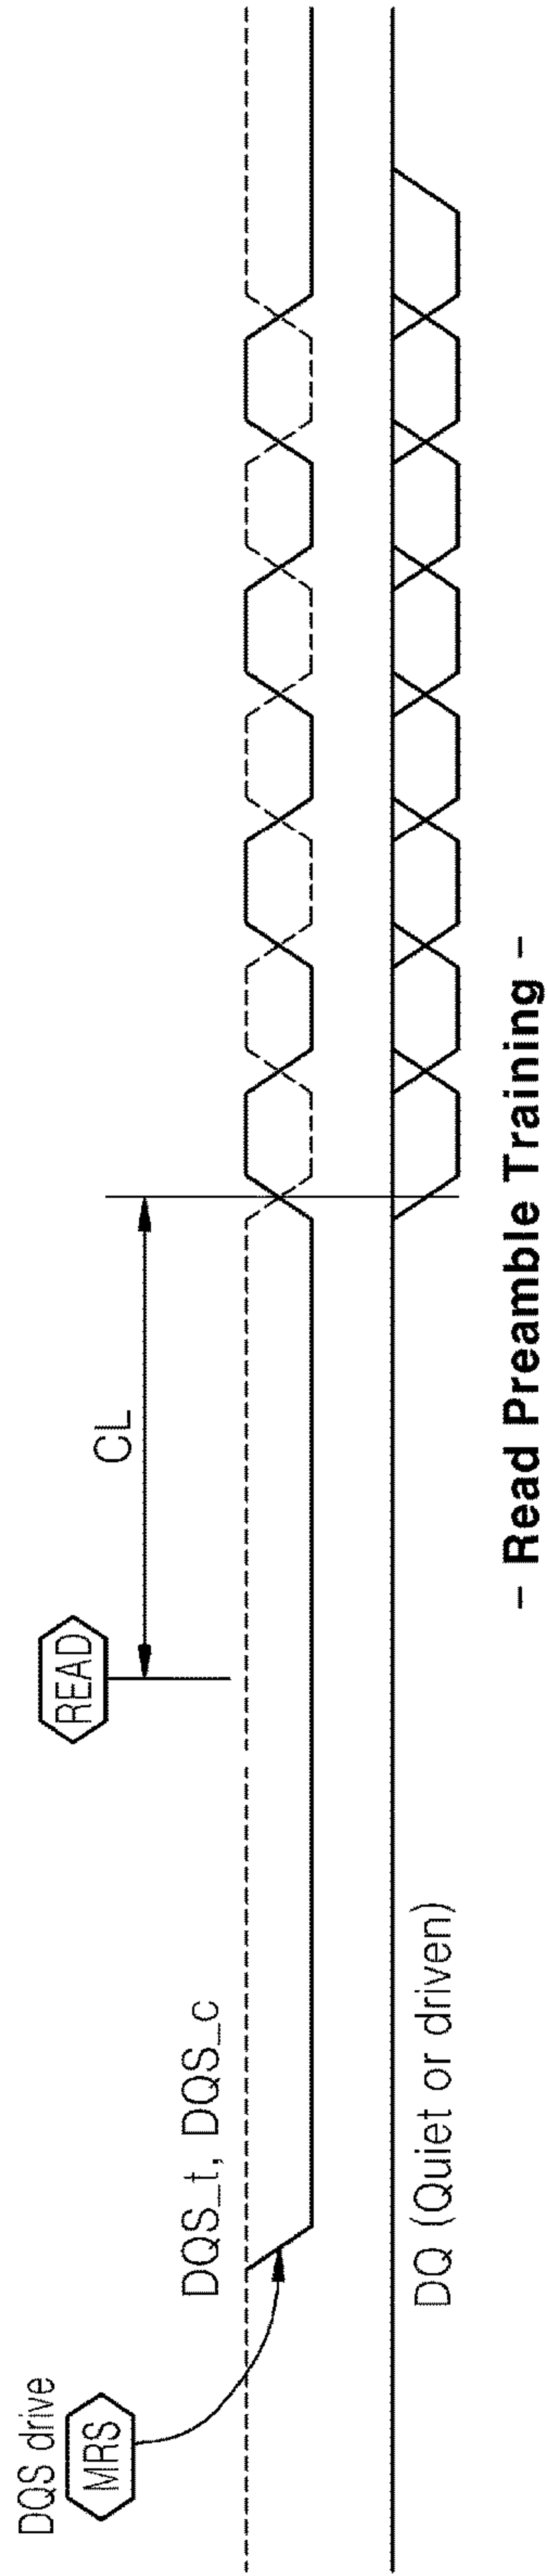 DQS drive
MRS
READ
CL
DQS_t, DQS_c
DQ (Quiet or driven)
– Read Preamble Training –